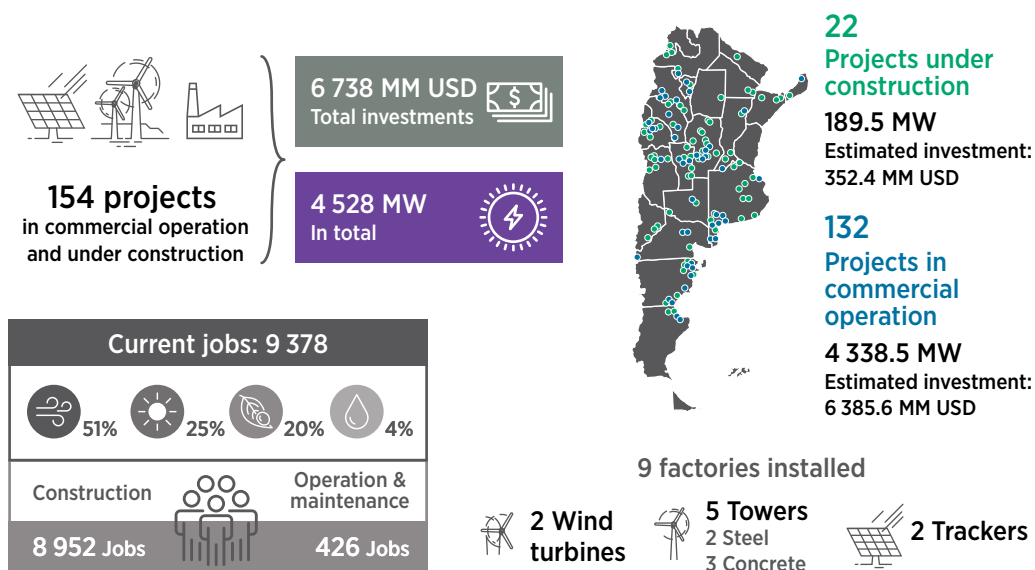 154 projects
in commercial operation
and under construction
6 738 MM USD
Total investments
$
4 528 MW
In total
22
Projects under
construction
189.5 MW
Estimated investment:
352.4 MM USD
132
Projects in
commercial
operation
4 338.5 MW
Estimated investment:
6 385.6 MM USD
Current jobs: 9 378
51%
25%
20%
4%
Construction
8 952 Jobs
Operation &
maintenance
426 Jobs
9 factories installed
2 Wind
turbines
5 Towers
2 Steel
3 Concrete
2 Trackers